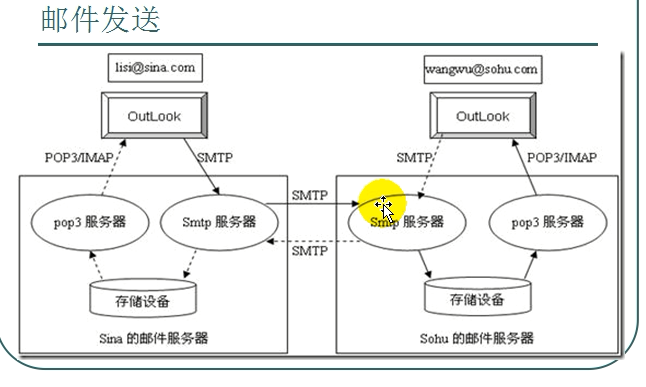 邮件发送
lisi@sina.com
wangwu@sohu.com
OutLook
OutLook
POP3/IMAP
SMTP
SMTP
POP3/IMAP
SMTP
pop3 服务器
Smtp 服务器
Smtp 服务器
pop3 服务器
SMTP
存储设备
存储设备
Sina 的邮件服务器
Sohu 的邮件服务器